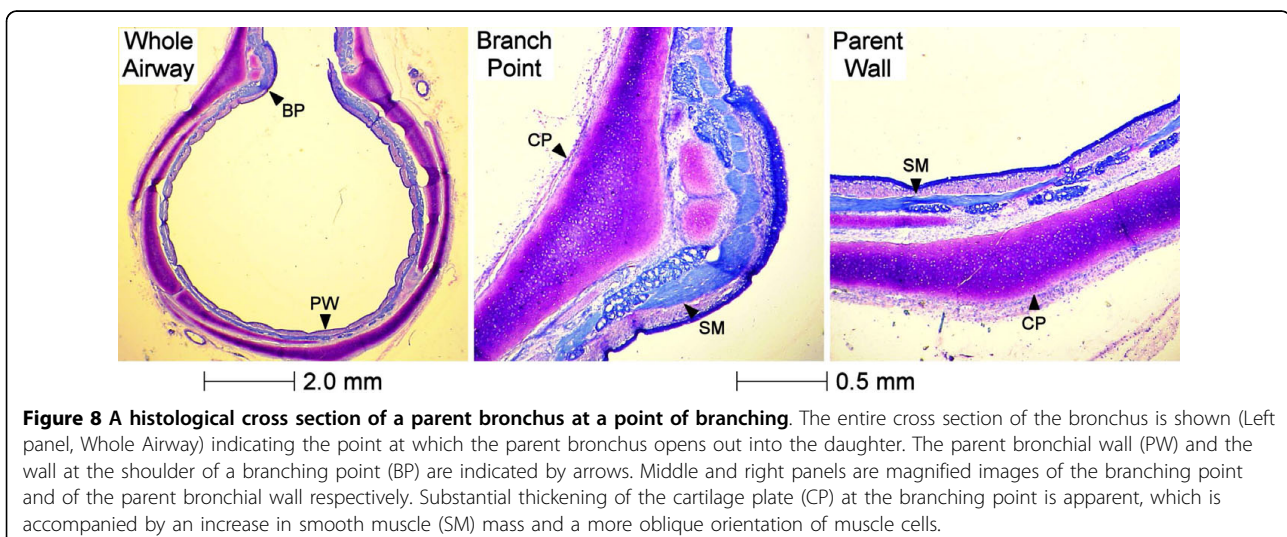 Whole
Airway
BP
PW
Branch
Point
CP
SM
Parent
Wall
SM
CP
2.0 mm
0.5 mm
Figure 8 A histological cross section of a parent bronchus at a point of branching. The entire cross section of the bronchus is shown (Left
panel, Whole Airway) indicating the point at which the parent bronchus opens out into the daughter. The parent bronchial wall (PW) and the
wall at the shoulder of a branching point (BP) are indicated by arrows. Middle and right panels are magnified images of the branching point
and of the parent bronchial wall respectively. Substantial thickening of the cartilage plate (CP) at the branching point is apparent, which is
accompanied by an increase in smooth muscle (SM) mass and a more oblique orientation of muscle cells.